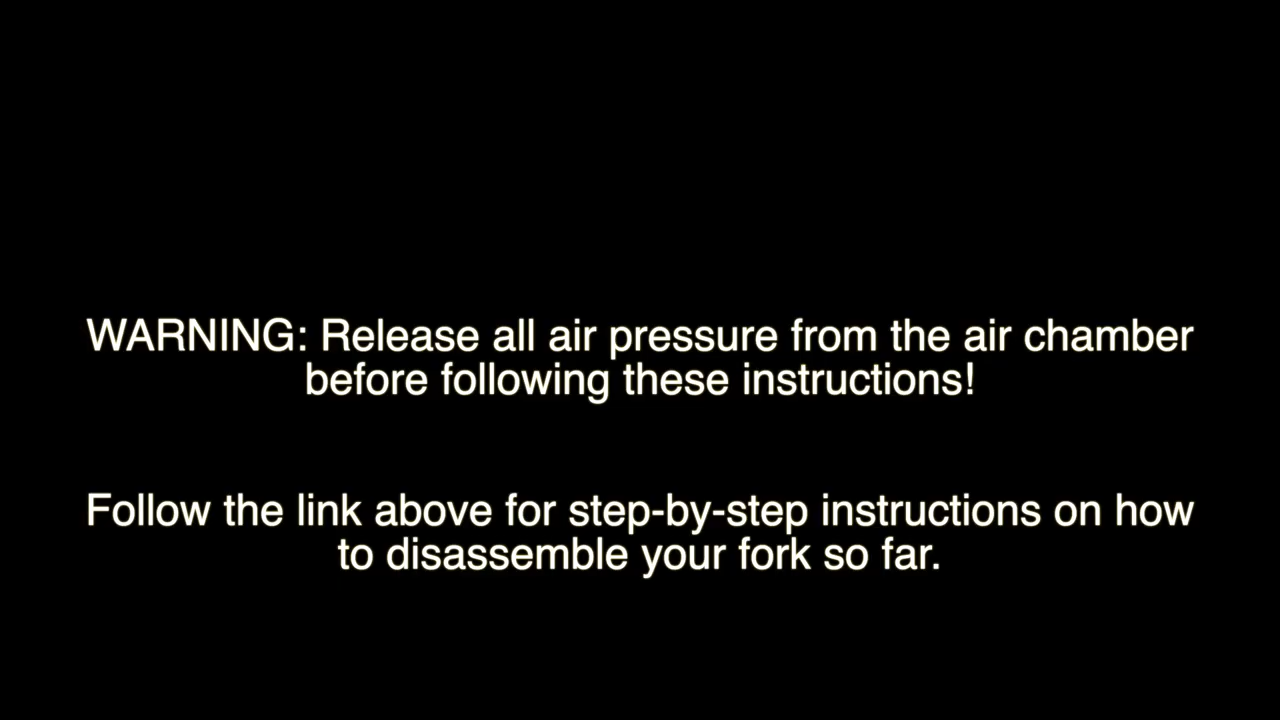 WARNING: Release all air pressure from the air chamber
before following these instructions!
Follow the link above for step-by-step instructions on how
to disassemble your fork so far.